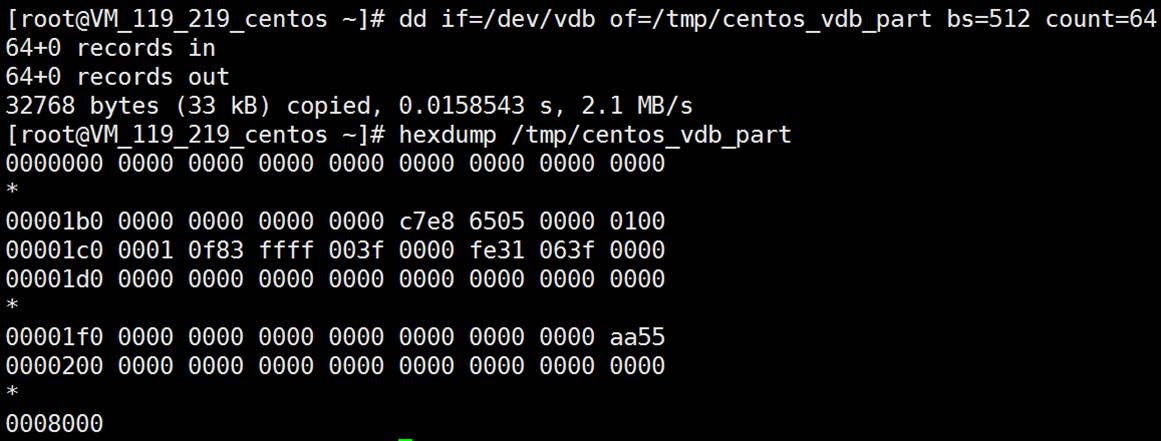 [root@VM_119_219_centos ~]# dd if=/dev/vdb of=/tmp/centos_vdb_part bs=512 count=64
64+0 records in
64+0 records out
32768 bytes (33 kB) copied, 0.0158543 s, 2.1 MB/s
[root@VM_119_219_centos ~]# hexdump /tmp/centos_vdb_part
0000000 0000 0000 0000 0000 0000 0000 0000 0000
*
00001b0 0000 0000 0000 0000 c7e8 6505 0000 0100
00001c0 0001 0f83 ffff 003f 0000 fe31 063f 0000
00001d0 0000 0000 0000 0000 0000 0000 0000 0000
*
00001f0 0000 0000 0000 0000 0000 0000 0000 aa55
0000200 0000 0000 0000 0000 0000 0000 0000 0000
*
0008000